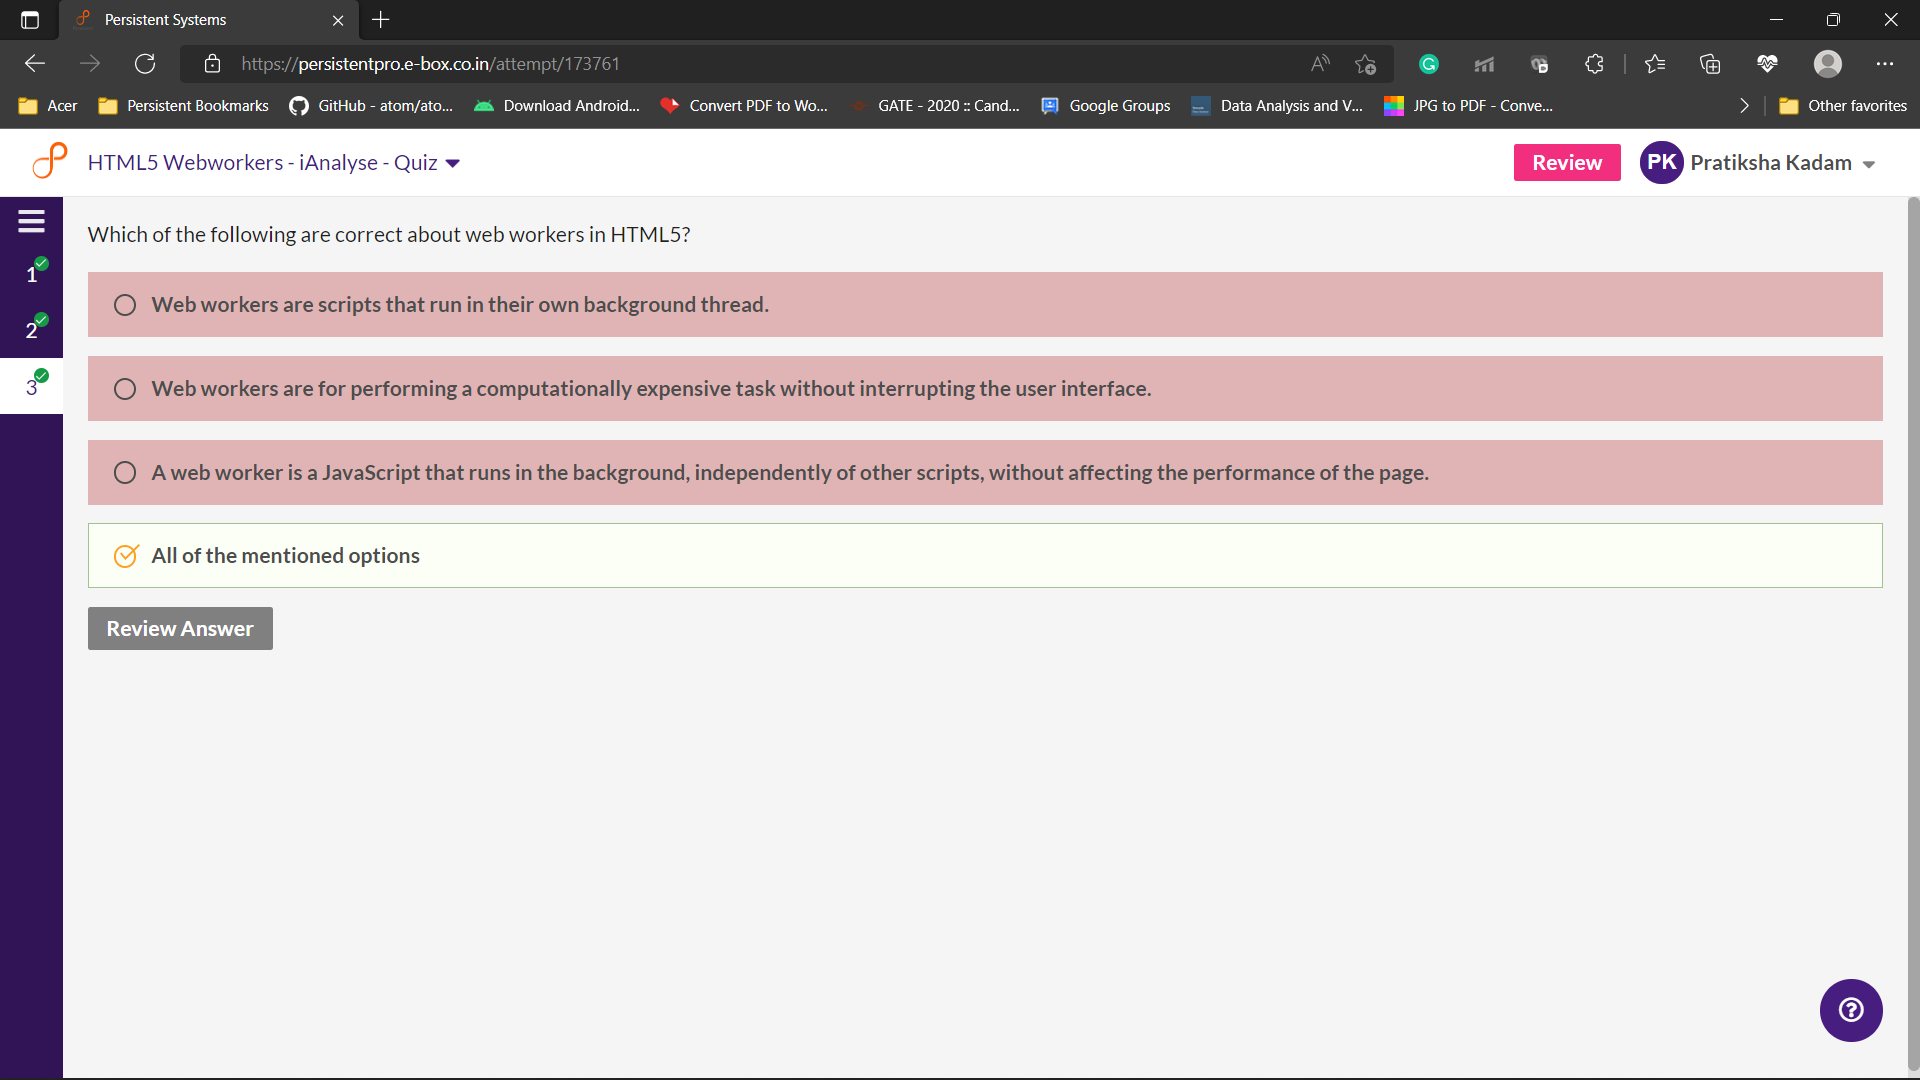 Persistent Systems
https://persistentpro.e-box.co.in/attempt/173761
Acer
Persistent Bookmarks
GitHub - atom/ato...
Download Android...
Convert PDF to Wo...
GATE - 2020 :: Cand...
Google Groups
Data Analysis and V...
JPG to PDF - Conve...
Other favorites
HTML5 Webworkers - iAnalyse - Quiz
Review
PK
Pratiksha Kadam
1
2
3
Which of the following are correct about web workers in HTML5?
Web workers are scripts that run in their own background thread.
Web workers are for performing a computationally expensive task without interrupting the user interface.
A web worker is a JavaScript that runs in the background, independently of other scripts, without affecting the performance of the page.
All of the mentioned options
Review Answer